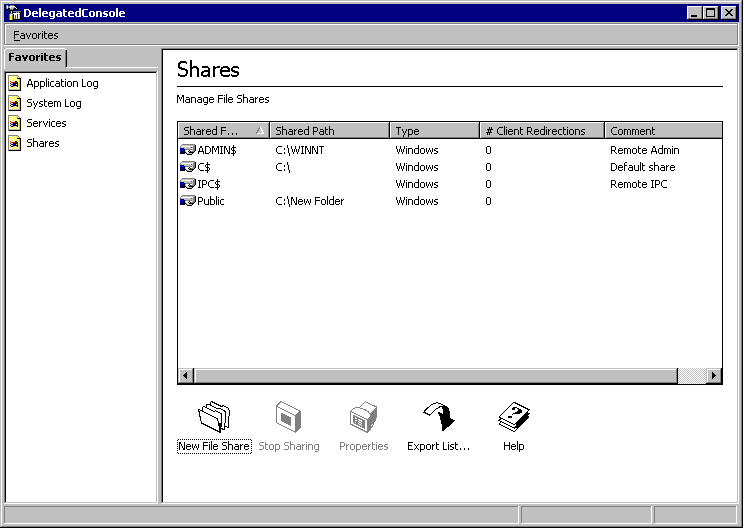 DelegatedConsole
Favorites
Favorites
Application Log
System Log
Services
Shares
Shares
Manage File Shares
Shared F... Shared Path Type # Client Redirections Comment
ADMIN$ C:\WINNT Windows 0 Remote Admin
C$ C:\ Windows 0 Default share
IPC$ Windows 0 Remote IPC
Public C:\New Folder Windows 0
New File Share Stop Sharing Properties Export List... Help